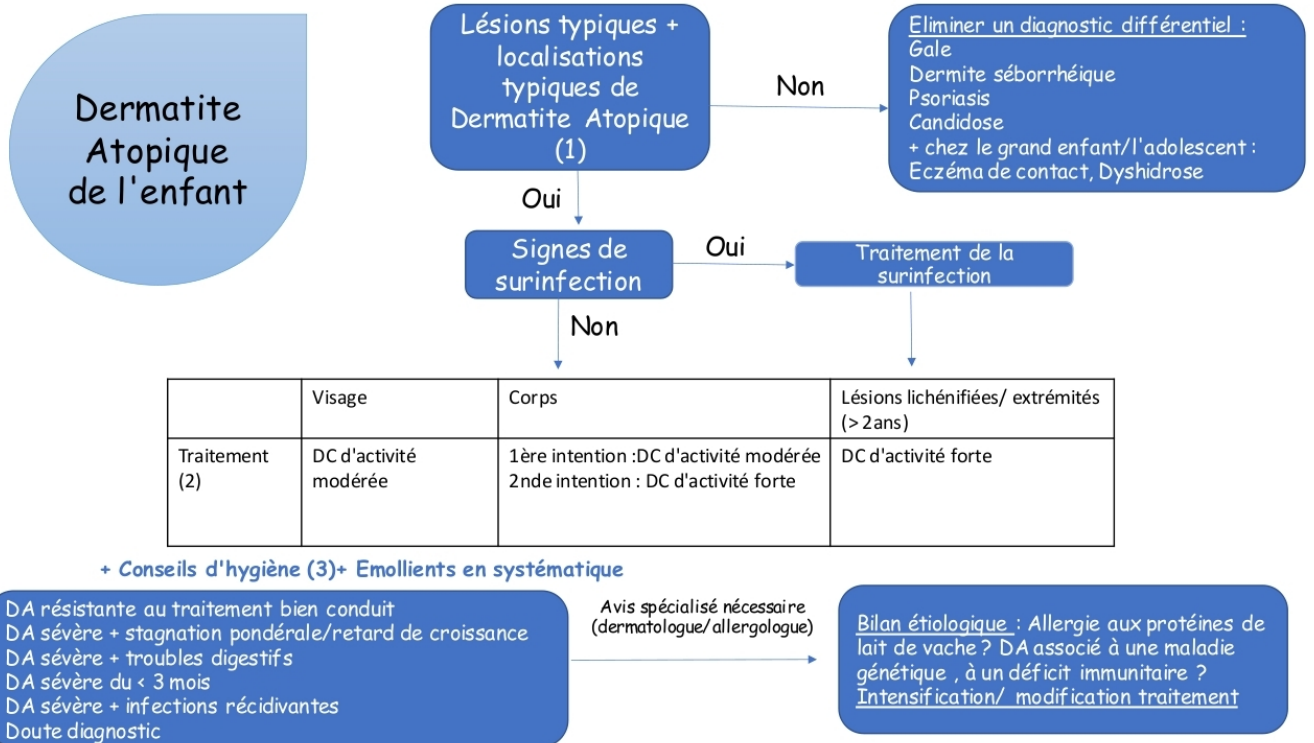 Dermatite
Atopique
de l'enfant
Lésions typiques +
localisations
typiques de
Dermatite Atopique
(1)
Non
Eliminer un diagnostic différentiel :
Gale
Dermite séborrhéique
Psoriasis
Candidose
+ chez le grand enfant/l'adolescent :
Eczéma de contact, Dyshidrose
Oui
Signes de
surinfection
Oui
Traitement de la
surinfection
Non
Visage
Corps
Lésions lichénifiées/ extrémités
(> 2ans)
Traitement
(2)
DC d'activité
modérée
1ère intention :DC d'activité modérée
2nde intention : DC d'activité forte
DC d'activité forte
+ Conseils d'hygiène (3)+ Emollients en systématique
DA résistante au traitement bien conduit
DA sévère + stagnation pondérale/retard de croissance
DA sévère + troubles digestifs
DA sévère du < 3 mois
DA sévère + infections récidivantes
Doute diagnostic
Avis spécialisé nécessaire
(dermatologue/allergologue)
Bilan étiologique : Allergie aux protéines de
lait de vache ? DA associé à une maladie
génétique , à un déficit immunitaire ?
Intensification/ modification traitement